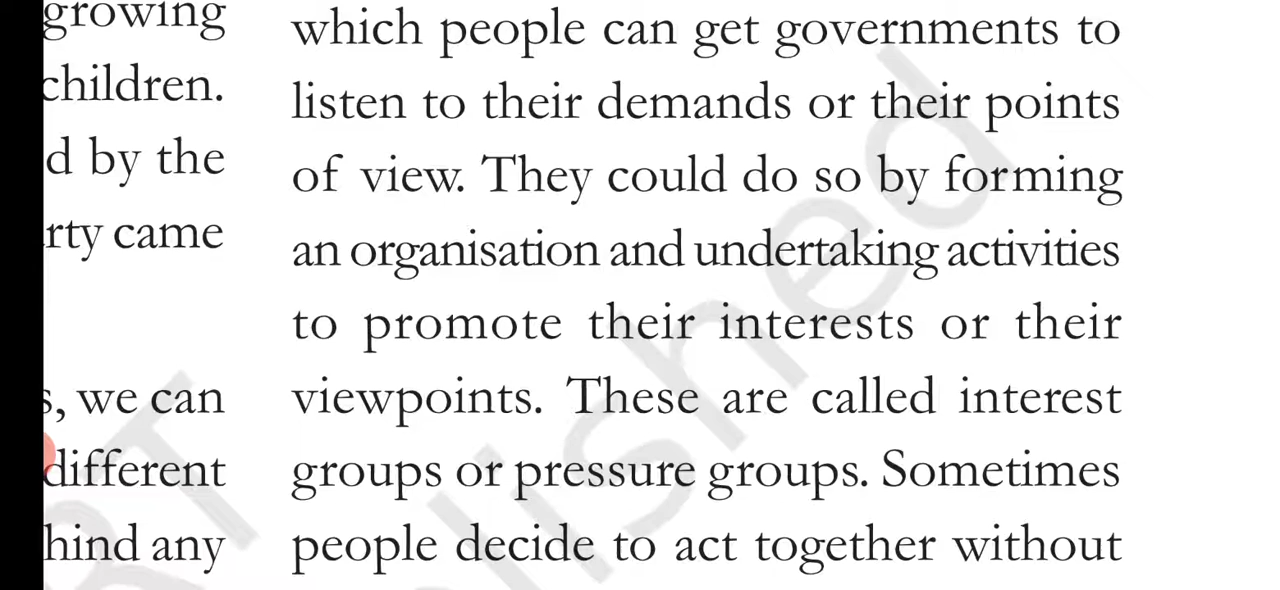 growing
children.
d by the
rty came
s, we can
different
hind any
which people can get governments to
listen to their demands or their points
of view. They could do so by forming
an organisation and undertaking activities
to promote their interests or their
viewpoints. These are called interest
groups or pressure groups. Sometimes
people decide to act together without